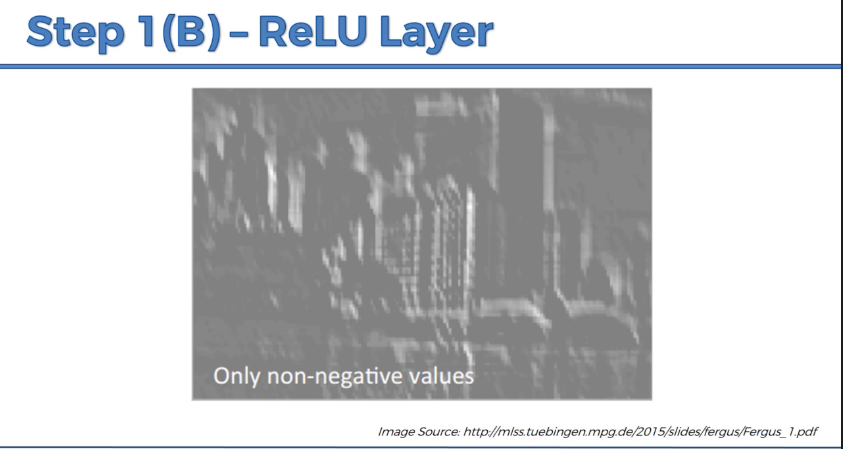 Step 1(B) – ReLU Layer
Only non-negative values
Image Source: http://mlss.tuebingen.mpg.de/2015/slides/fergus/Fergus_1.pdf